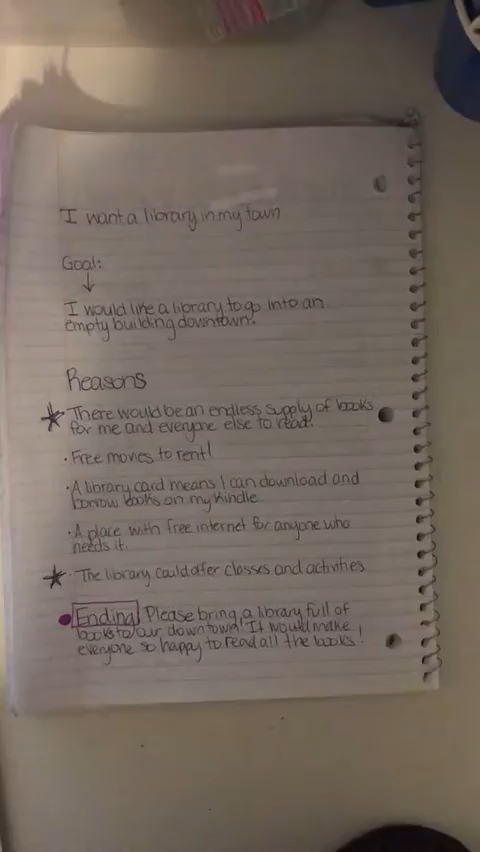 I want a library in my town
Goal:
I would like a library to go into an
empty building downtown.
Reasons
There would be an endless supply of books
for me and everyone else to read.
Free movies to rent!
A library card means I can download and
borrow books on my Kindle.
A place with free internet for anyone who
needs it.
The library could offer classes and activities
Ending: Please bring a library full of
books to our downtown! It would make
everyone so happy to read all the books!